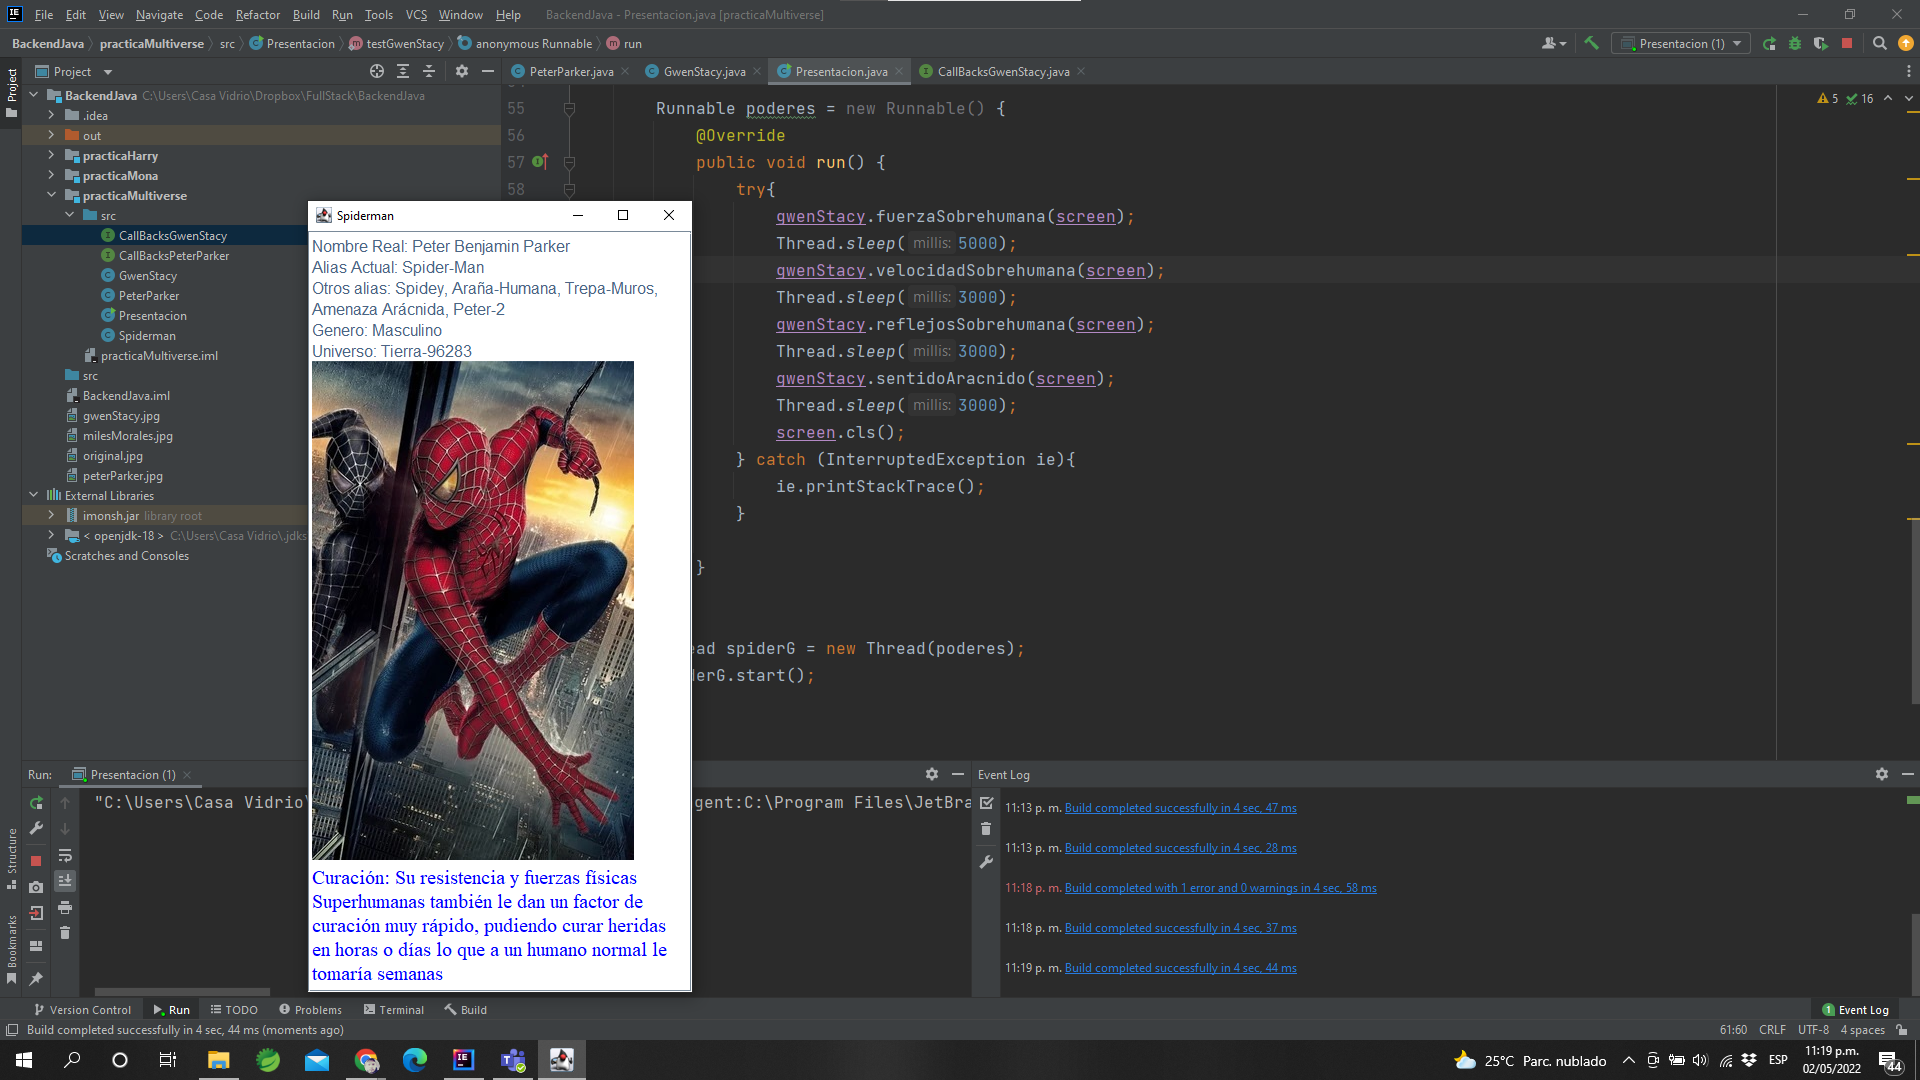 File Edit View Navigate Code Refactor Build Run Tools VCS Window Help BackendJava - Presentacion.java [practicaMultiverse]
BackendJava practicaMultiverse src Presentacion testGwenStacy anonymous Runnable run Presentacion (1)
Project
Project
BackendJava C:\Users\Casa Vidrio\Dropbox\FullStack\BackendJava
.idea
out
practicaHarry
practicaMona
practicaMultiverse
src
CallBacksGwenStacy
CallBacksPeterParker
GwenStacy
PeterParker
Presentacion
Spiderman
practicaMultiverse.iml
src
BackendJava.iml
gwenStacy.jpg
milesMorales.jpg
original.jpg
peterParker.jpg
External Libraries
imonsh.jar library root
< openjdk-18 > C:\Users\Casa Vidrio\.jdks
Scratches and Consoles
PeterParker.java GwenStacy.java Presentacion.java CallBacksGwenStacy.java
5 16
55 Runnable poderes = new Runnable() {
56 @Override
57 public void run() {
58 try{
gwenStacy.fuerzaSobrehumana(screen);
Thread.sleep( millis: 5000);
gwenStacy.velocidadSobrehumana(screen);
Thread.sleep( millis: 3000);
gwenStacy.reflejosSobrehumana(screen);
Thread.sleep( millis: 3000);
gwenStacy.sentidoAracnido(screen);
Thread.sleep( millis: 3000);
screen.cls();
} catch (InterruptedException ie){
ie.printStackTrace();
}
}
ead spiderG = new Thread(poderes);
derG.start();
Spiderman
Nombre Real: Peter Benjamin Parker
Alias Actual: Spider-Man
Otros alias: Spidey, Araña-Humana, Trepa-Muros,
Amenaza Arácnida, Peter-2
Genero: Masculino
Universo: Tierra-96283
Curación: Su resistencia y fuerzas físicas
Superhumanas también le dan un factor de
curación muy rápido, pudiendo curar heridas
en horas o días lo que a un humano normal le
tomaría semanas
Run: Presentacion (1)
"C:\Users\Casa Vidrio\ gent:C:\Program Files\JetBra
Structure
Bookmarks
Event Log
11:13 p. m. Build completed successfully in 4 sec, 47 ms
11:13 p. m. Build completed successfully in 4 sec, 28 ms
11:18 p. m. Build completed with 1 error and 0 warnings in 4 sec, 58 ms
11:18 p. m. Build completed successfully in 4 sec, 37 ms
11:19 p. m. Build completed successfully in 4 sec, 44 ms
Version Control Run TODO Problems Terminal Build 1 Event Log
Build completed successfully in 4 sec, 44 ms (moments ago) 61:60 CRLF UTF-8 4 spaces
25°C Parc. nublado ESP 11:19 p.m.
02/05/2022
44